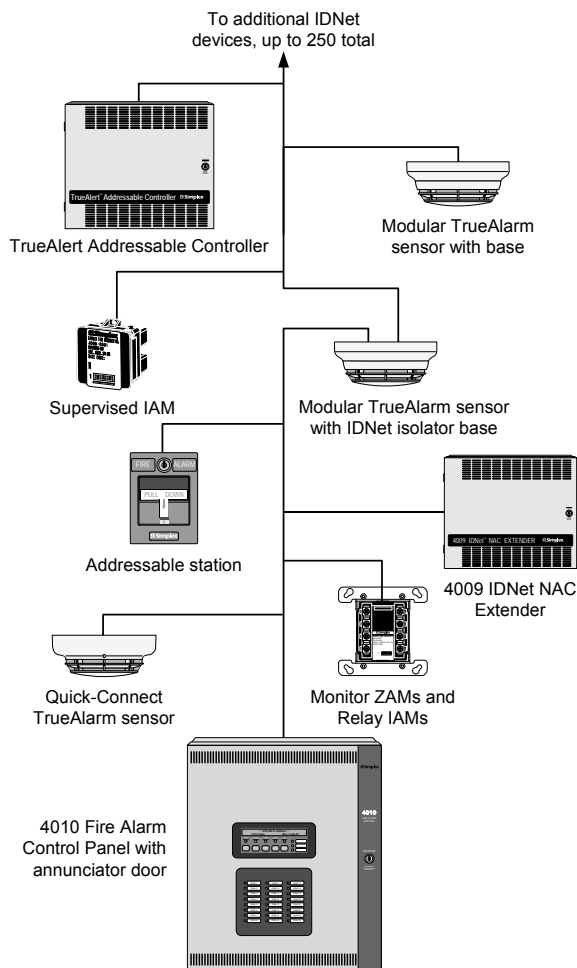 To additional IDNet
devices, up to 250 total
TrueAlert™ Addressable Controller Simplex
TrueAlert Addressable Controller
Modular TrueAlarm
sensor with base
Supervised IAM
Modular TrueAlarm sensor
with IDNet isolator base
FIRE ALARM
PULL DOWN
Simplex
Addressable station
4009 IDNet™ NAC EXTENDER Simplex
4009 IDNet NAC
Extender
Quick-Connect
TrueAlarm sensor
Monitor ZAMs and
Relay IAMs
4010 Fire Alarm
Control Panel with
annunciator door
Simplex
4010